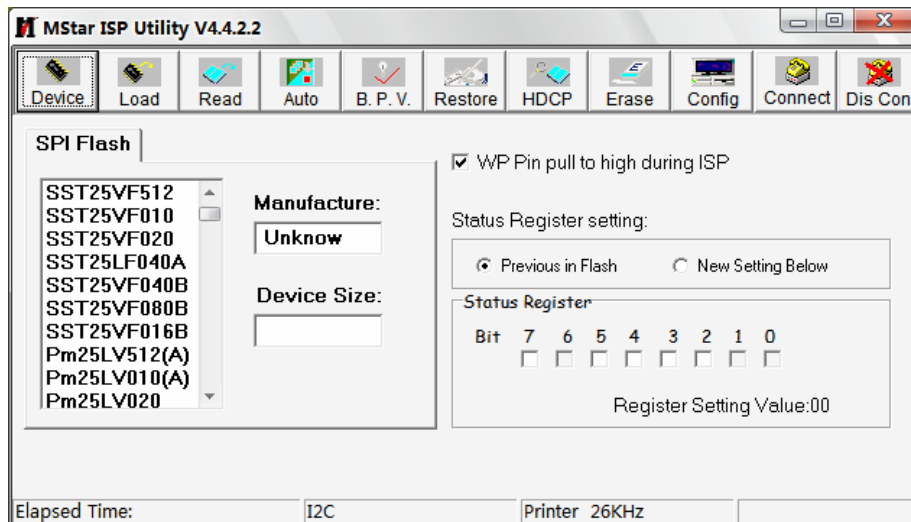 MStar ISP Utility V4.4.2.2
Device Load Read Auto B. P. V. Restore HDCP Erase Config Connect Dis Con
SPI Flash
SST25VF512
SST25VF010
SST25VF020
SST25LF040A
SST25VF040B
SST25VF080B
SST25VF016B
Pm25LV512(A)
Pm25LV010(A)
Pm25LV020
Manufacture:
Unknow
Device Size:
WP Pin pull to high during ISP
Status Register setting:
Previous in Flash New Setting Below
Status Register
Bit 7 6 5 4 3 2 1 0
Register Setting Value:00
Elapsed Time: I2C Printer 26KHz